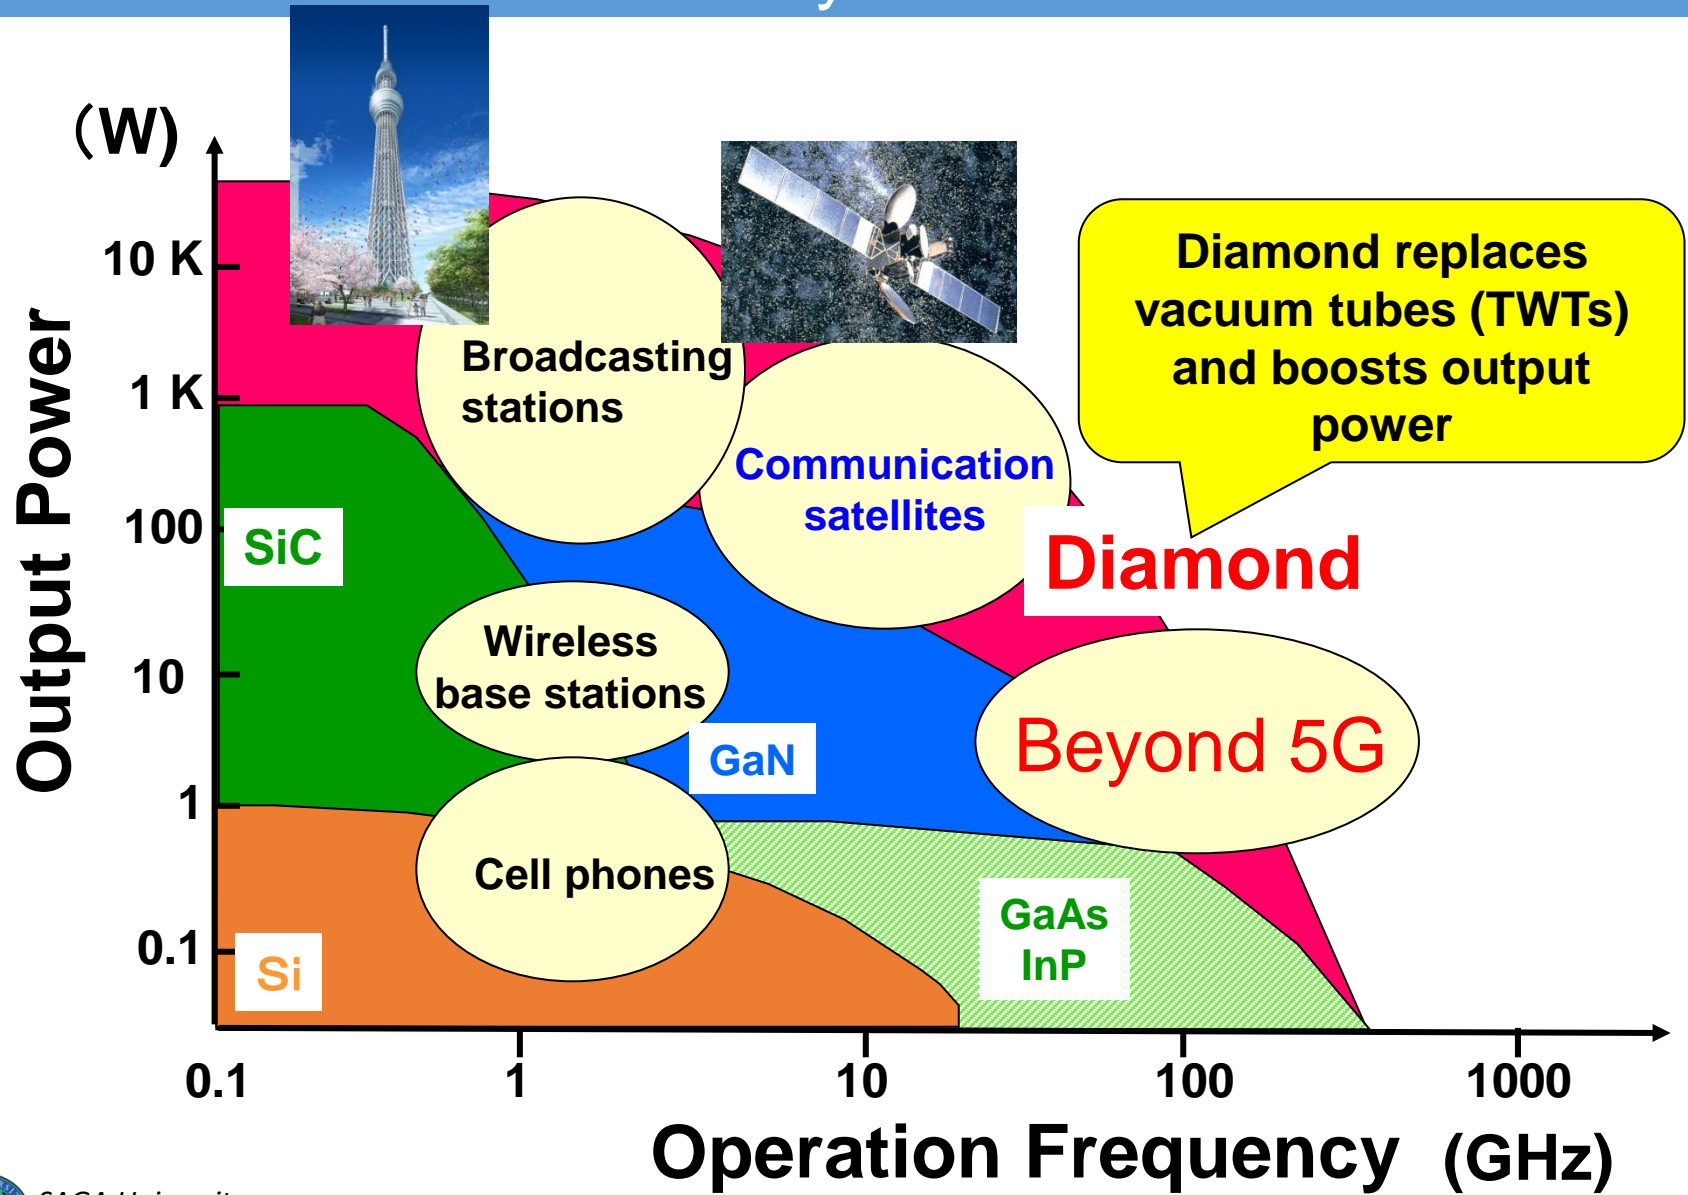 (W)
10 K
1 K
100
10
1
0.1
Output Power
Broadcasting
stations
Communication
satellites
Diamond replaces
vacuum tubes (TWTs)
and boosts output
power
SiC
Diamond
Wireless
base stations
GaN
Beyond 5G
Cell phones
GaAs
InP
Si
0.1
1
10
100
1000
Operation Frequency (GHz)